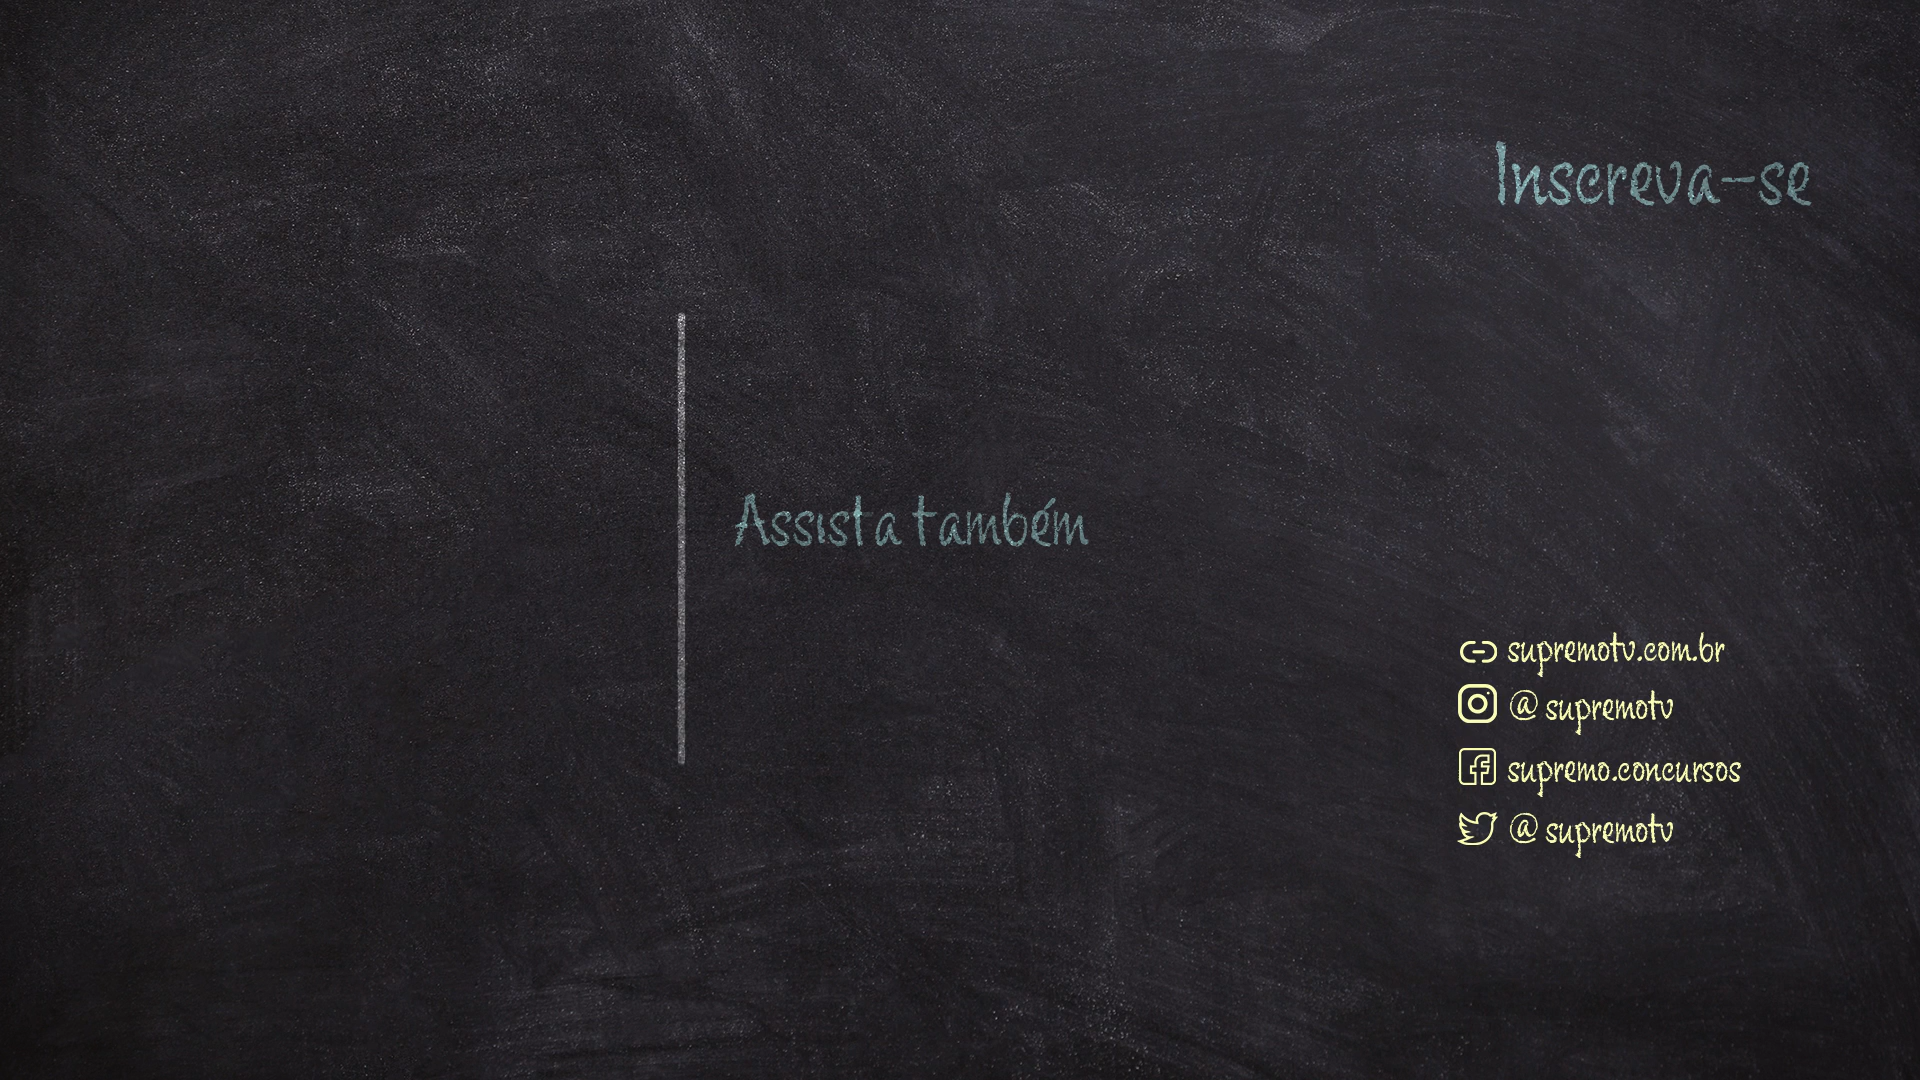 Inscreva-se
Assista também
supremotv.com.br
@supremotv
supremo.concursos
@supremotv